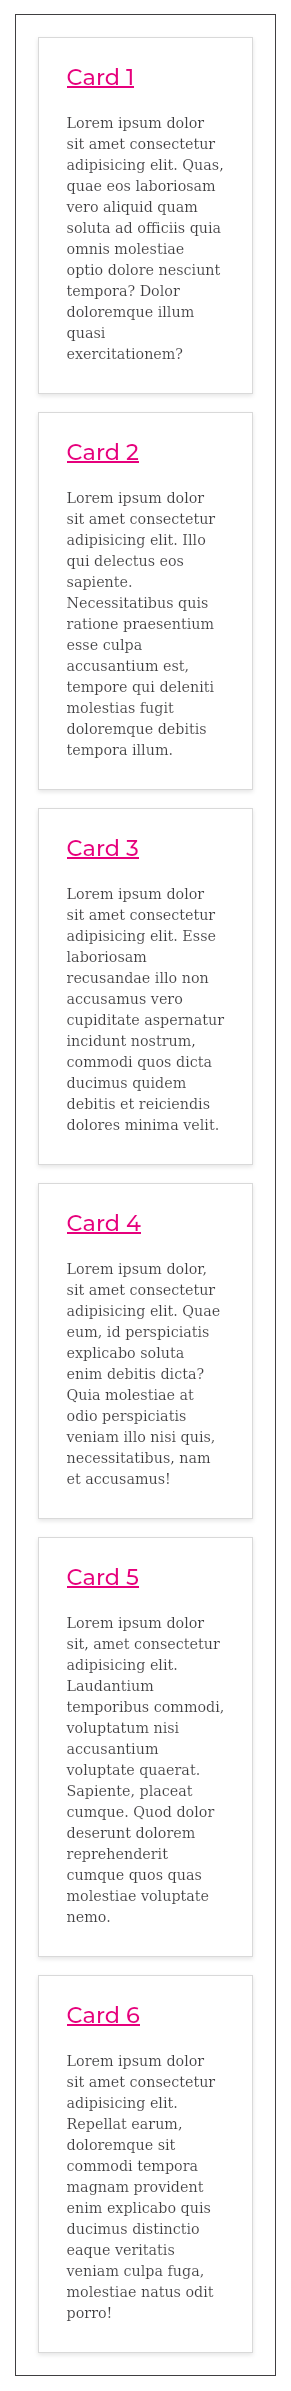 Card 1
Lorem ipsum dolor
sit amet consectetur
adipisicing elit. Quas,
quae eos laboriosam
vero aliquid quam
soluta ad officiis quia
omnis molestiae
optio dolore nesciunt
tempora? Dolor
doloremque illum
quasi
exercitationem?
Card 2
Lorem ipsum dolor
sit amet consectetur
adipisicing elit. Illo
qui delectus eos
sapiente.
Necessitatibus quis
ratione praesentium
esse culpa
accusantium est,
tempore qui deleniti
molestias fugit
doloremque debitis
tempora illum.
Card 3
Lorem ipsum dolor
sit amet consectetur
adipisicing elit. Esse
laboriosam
recusandae illo non
accusamus vero
cupiditate aspernatur
incidunt nostrum,
commodi quos dicta
ducimus quidem
debitis et reiciendis
dolores minima velit.
Card 4
Lorem ipsum dolor,
sit amet consectetur
adipisicing elit. Quae
eum, id perspiciatis
explicabo soluta
enim debitis dicta?
Quia molestiae at
odio perspiciatis
veniam illo nisi quis,
necessitatibus, nam
et accusamus!
Card 5
Lorem ipsum dolor
sit, amet consectetur
adipisicing elit.
Laudantium
temporibus commodi,
voluptatum nisi
accusantium
voluptate quaerat.
Sapiente, placeat
cumque. Quod dolor
deserunt dolorem
reprehenderit
cumque quos quas
molestiae voluptate
nemo.
Card 6
Lorem ipsum dolor
sit amet consectetur
adipisicing elit.
Repellat earum,
doloremque sit
commodi tempora
magnam provident
enim explicabo quis
ducimus distinctio
eaque veritatis
veniam culpa fuga,
molestiae natus odit
porro!